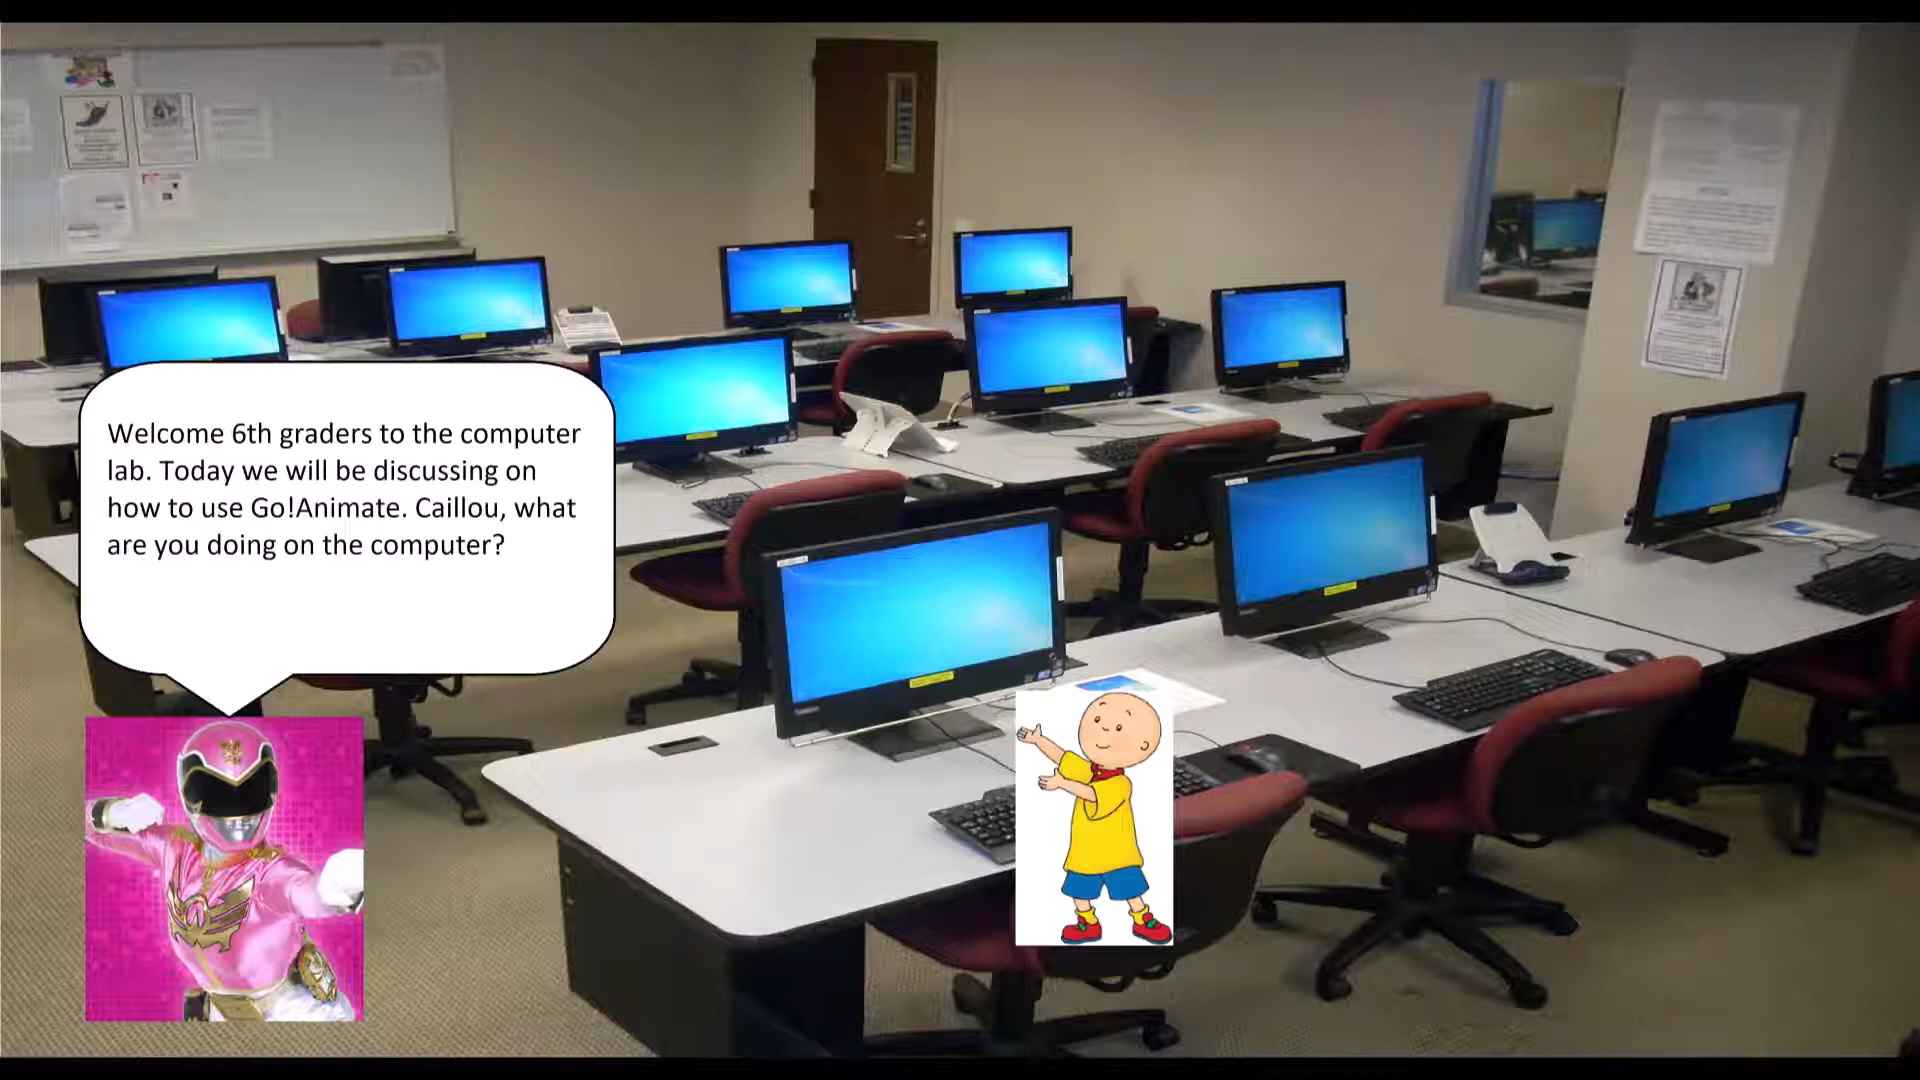 Welcome 6th graders to the computer
lab. Today we will be discussing on
how to use Go!Animate. Caillou, what
are you doing on the computer?